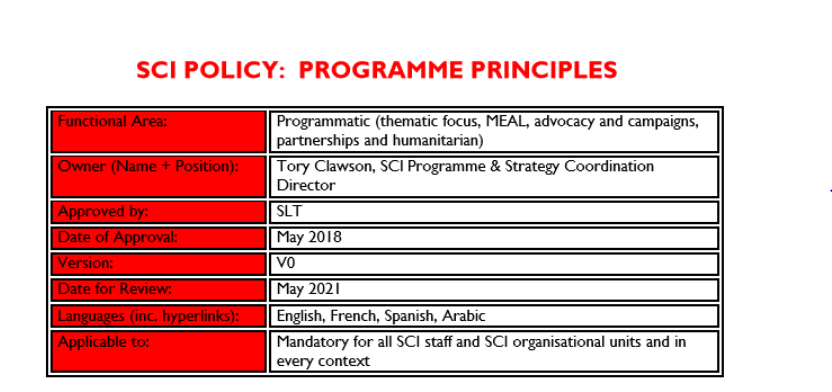 SCI POLICY:  PROGRAMME PRINCIPLES
Functional Area:
Programmatic (thematic focus, MEAL, advocacy and campaigns,
partnerships and humanitarian)
Owner (Name + Position):
Tory Clawson, SCI Programme & Strategy Coordination
Director
Approved by:
SLT
Date of Approval:
May 2018
Version:
V0
Date for Review:
May 2021
Languages (inc. hyperlinks):
English, French, Spanish, Arabic
Applicable to:
Mandatory for all SCI staff and SCI organisational units and in
every context